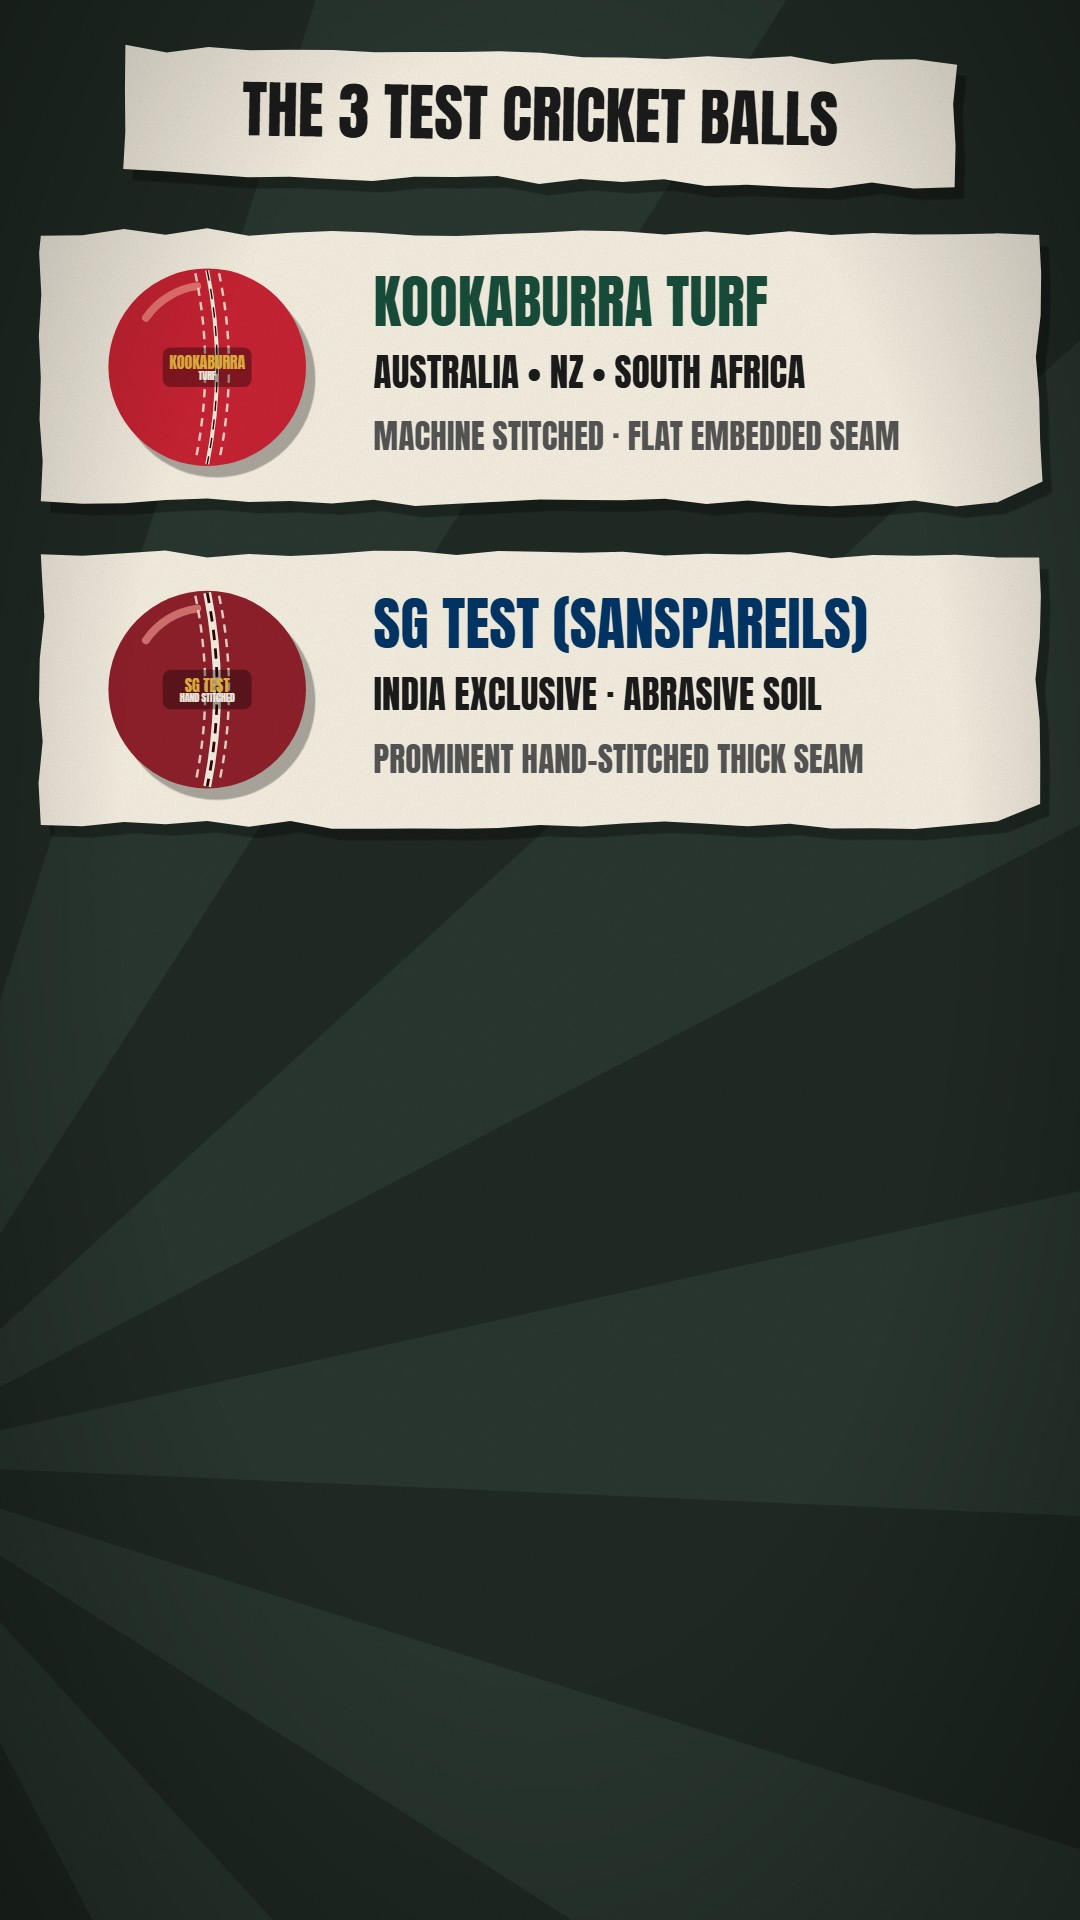 THE 3 TEST CRICKET BALLS
KOOKABURRA TURF
AUSTRALIA • NZ • SOUTH AFRICA
MACHINE STITCHED · FLAT EMBEDDED SEAM
KOOKABURRA
TURF
SG TEST (SANSPAREILS)
INDIA EXCLUSIVE · ABRASIVE SOIL
PROMINENT HAND-STITCHED THICK SEAM
SG TEST
HAND STITCHED